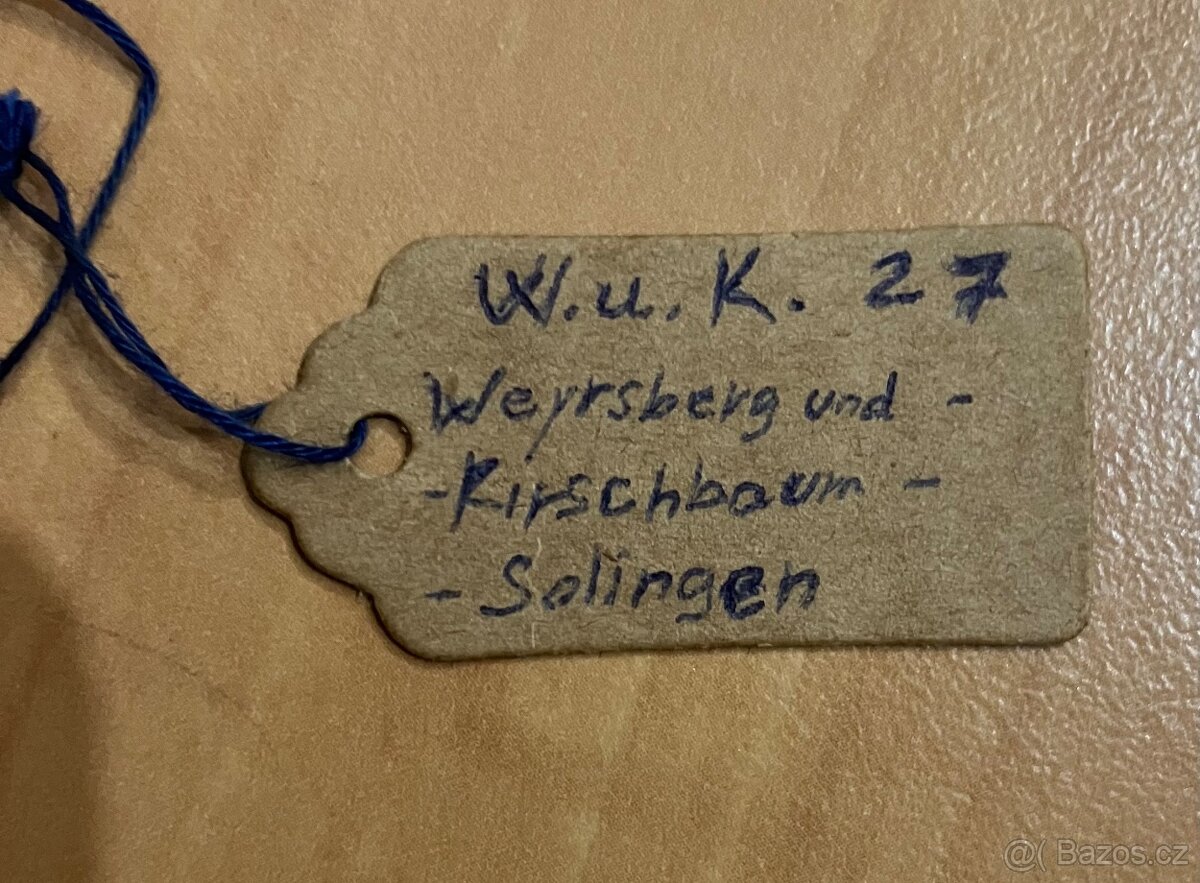 W.u.K. 27
Weyrsberg und -
-Kirschbaum -
- Solingen
@( Bazos.cz